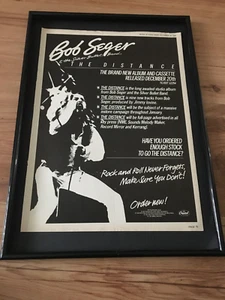 Bob Seger
& the Silver Bullet Band
THE DISTANCE
THE BRAND NEW ALBUM AND CASSETTE
RELEASED DECEMBER 20th
THE DISTANCE is the long awaited studio album
from Bob Seger and the Silver Bullet Band
THE DISTANCE is nine new tracks from Bob
Seger produced by Jimmy Iovine
THE DISTANCE will be the subject of a massive
national campaign throughout January
THE DISTANCE will be full page advertised in all
the press (NME, Sounds, Melody Maker,
Record Mirror and Kerrang).
HAVE YOU ORDERED
ENOUGH STOCK
TO GO THE DISTANCE?
Rock and Roll Never Forgets,
Make Sure You Don't!
Order now!
Capitol